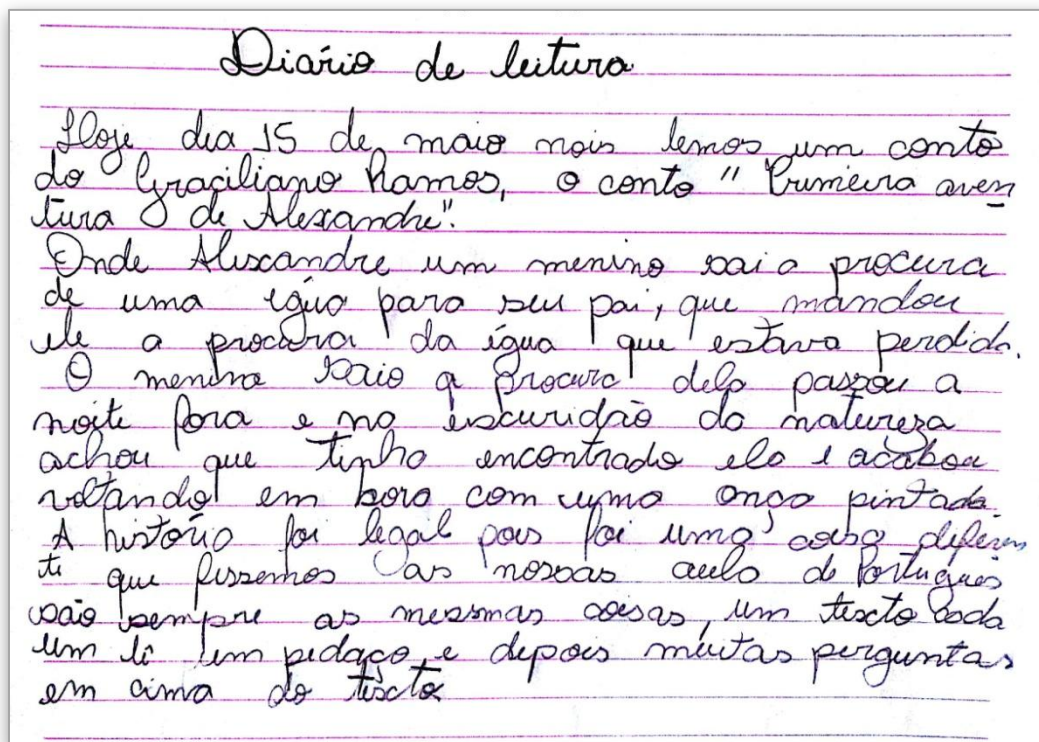 Diário de leitura
Hoje dia 15 de maio nois lemos um conto
do Graciliano Ramos, o conto " Primeira aven
tura de Alexandre".
Onde Alexandre um menino sai a procura
de uma égua para seu pai, que mandou
ele a procura da égua que estava perdida.
O menino saio a procura dela passou a
noite fora e na escuridão da natureza
achou que tinha encontrado ela e acabou
voltando em bora com uma onça pintada.
A história foi legal pois foi uma coisa diferen
te que fissemos as nossas aula de Portugues
são sempre as mesmas coisas, um texto cada
um lê um pedaço, e depois muitas perguntas
em cima do texto